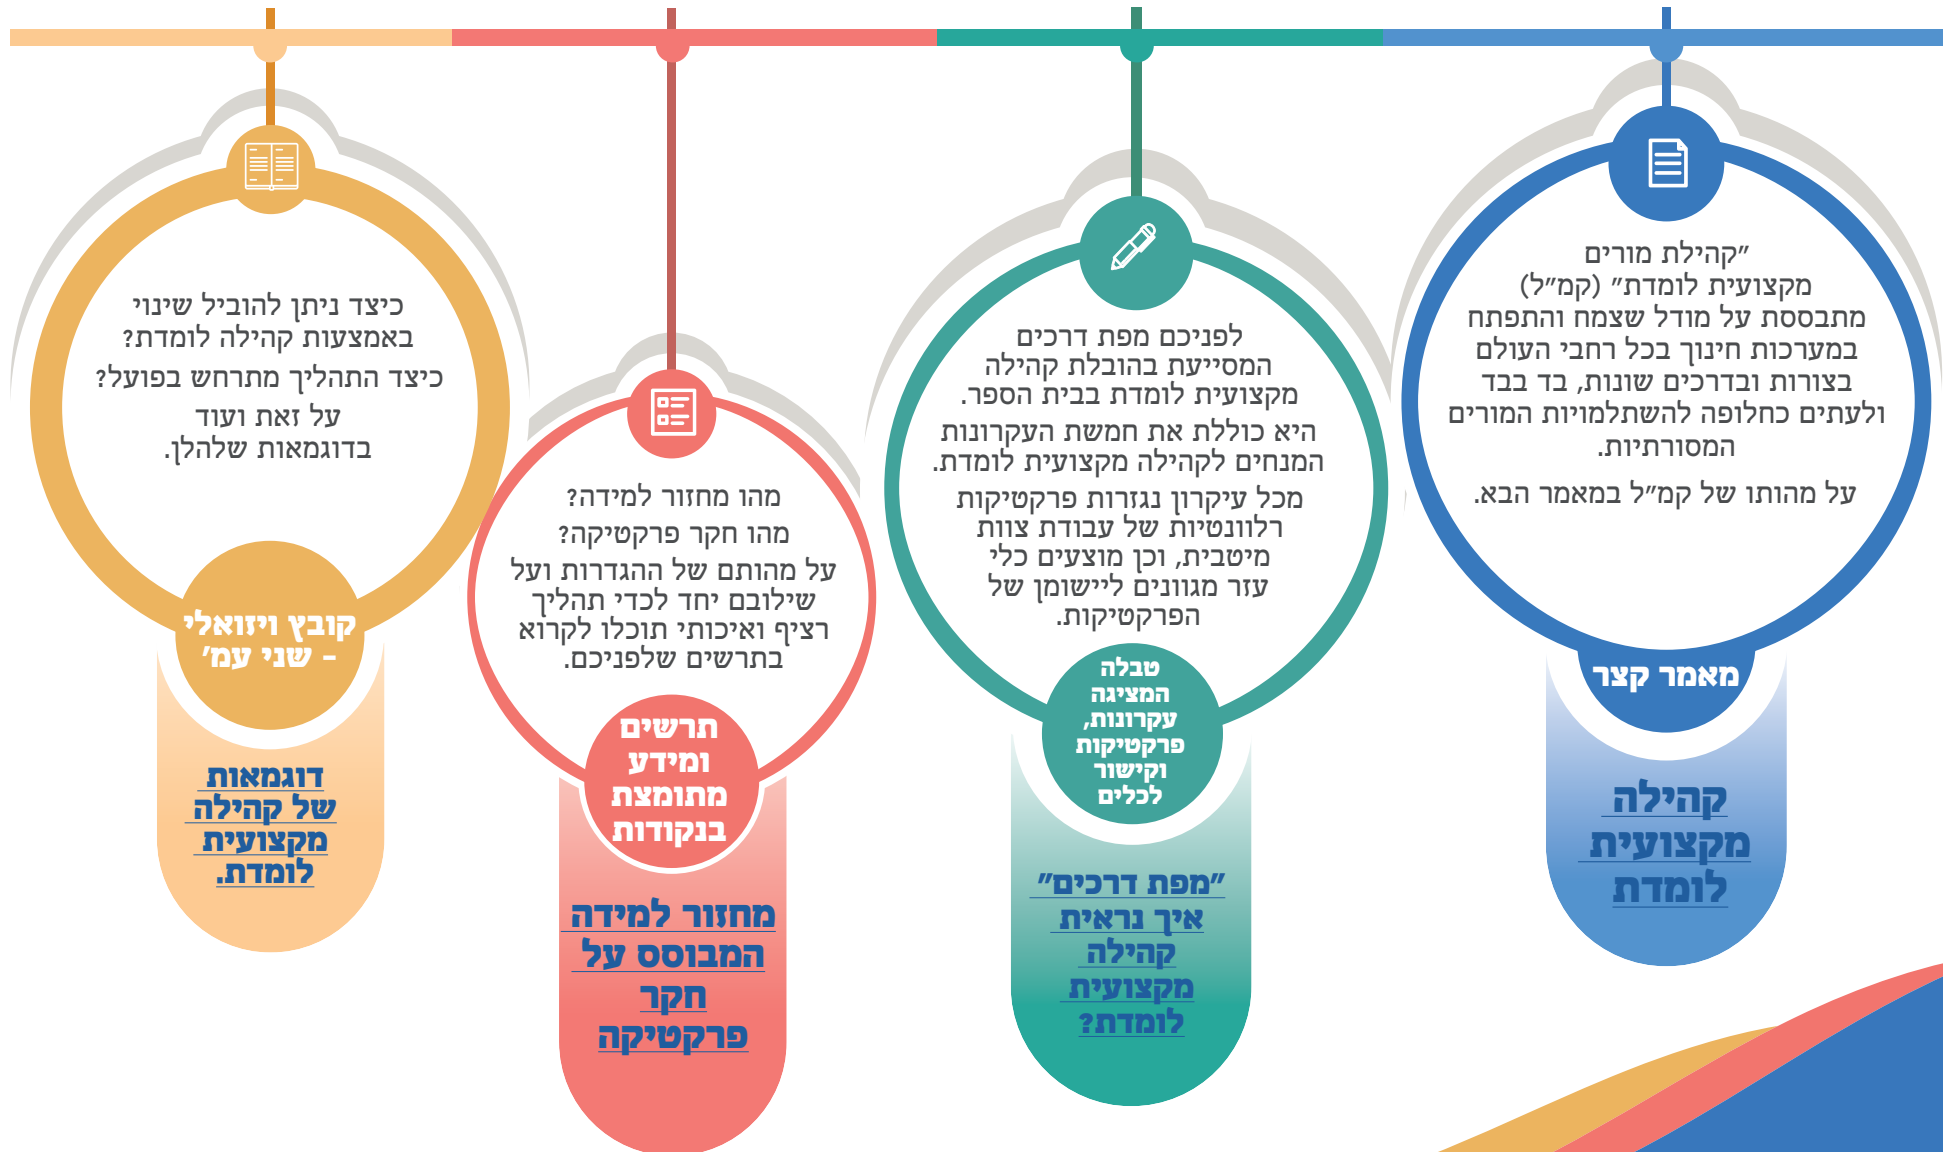 ״קהילת מורים
מקצועית לומדת״ (קמ״ל)
מתבססת על מודל שצמח והתפתח
במערכות חינוך בכל רחבי העולם
בצורות ובדרכים שונות, בד בבד
ולעתים כחלופה להשתלמויות המורים
המסורתיות.
על מהותו של קמ״ל במאמר הבא.
מאמר קצר
קהילה
מקצועית
לומדת
לפניכם מפת דרכים
המסייעת בהובלת קהילה
מקצועית לומדת בבית הספר.
היא כוללת את חמשת העקרונות
המנחים לקהילה מקצועית לומדת.
מכל עיקרון נגזרות פרקטיקות
רלוונטיות של עבודת צוות
מיטבית, וכן מוצעים כלי
עזר מגוונים ליישומן של
הפרקטיקות.
טבלה
המציגה
עקרונות,
פרקטיקות
וקישור
לכלים
״מפת דרכים״
איך נראית
קהילה
מקצועית
לומדת?
מהו מחזור למידה?
מהו חקר פרקטיקה?
על מהותם של ההגדרות ועל
שילובם יחד לכדי תהליך
רציף ואיכותי תוכלו לקרוא
בתרשים שלפניכם.
תרשים
ומידע
מתומצת
בנקודות
מחזור למידה
המבוסס על
חקר
פרקטיקה
כיצד ניתן להוביל שינוי
באמצעות קהילה לומדת?
כיצד התהליך מתרחש בפועל?
על זאת ועוד
בדוגמאות שלהלן.
קובץ ויזואלי
- שני עמ׳
דוגמאות
של קהילה
מקצועית
לומדת.